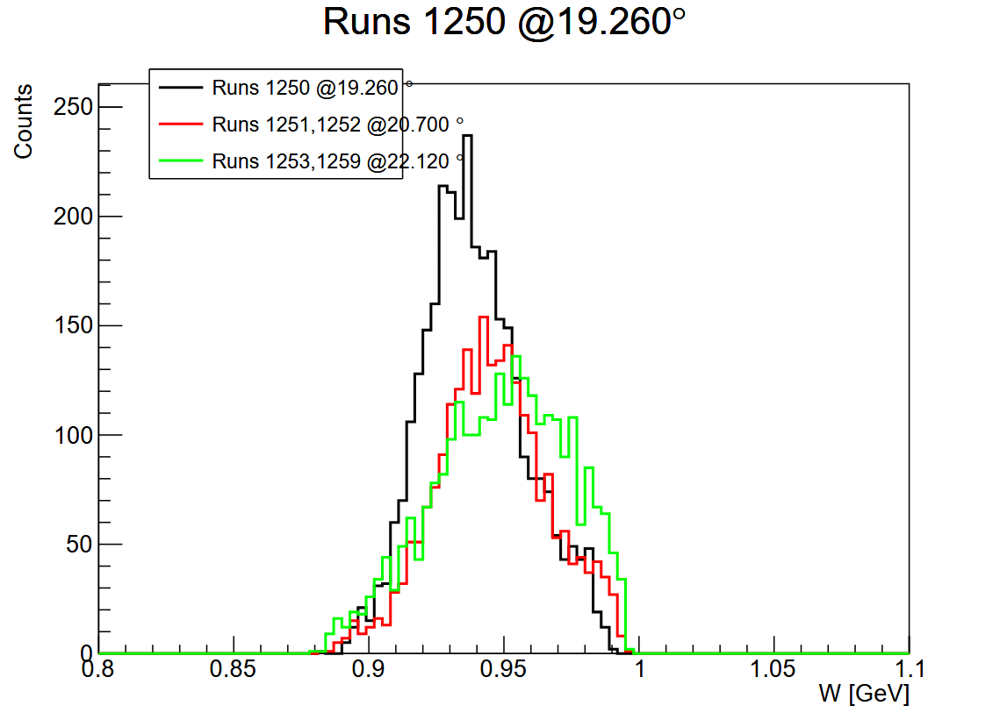 Runs 1250 @19.260°
Counts
Runs 1250 @19.260 °
Runs 1251,1252 @20.700 °
Runs 1253,1259 @22.120 °
250
200
150
100
50
0
0.8 0.85 0.9 0.95 1 1.05 1.1
W [GeV]